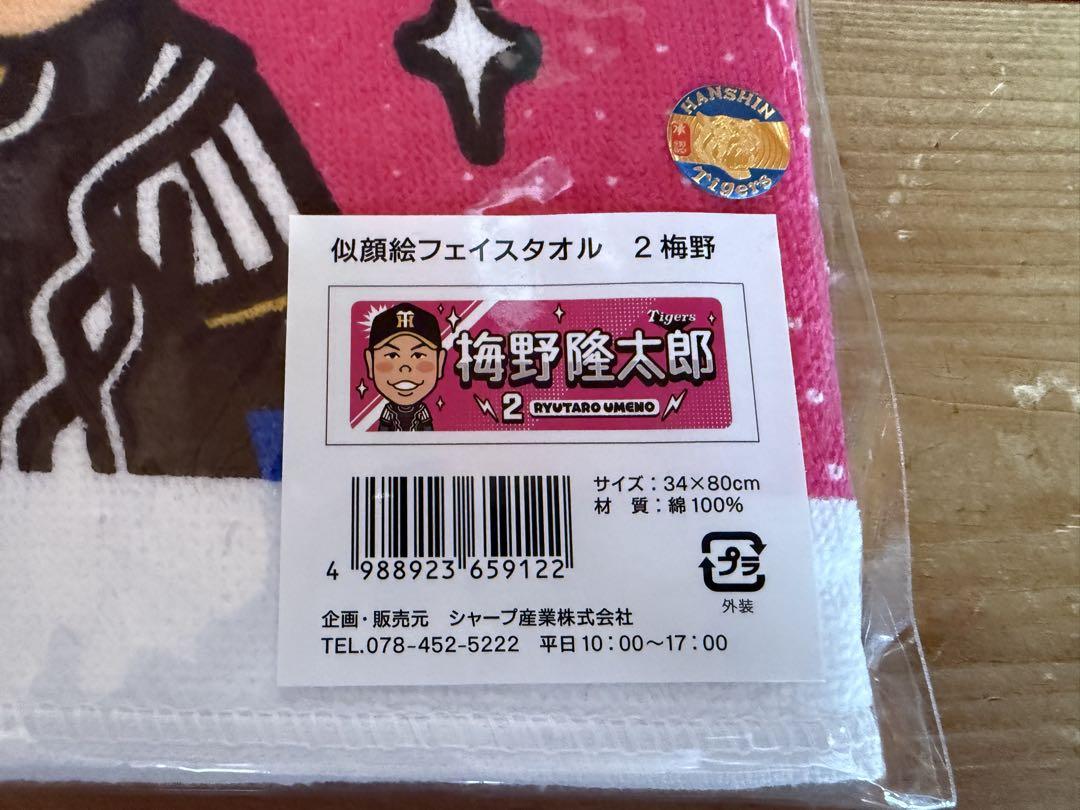 HANSHIN
承認
Tigers
似顔絵フェイスタオル　2 梅野
Tigers
梅野隆太郎
2 RYUTARO UMENO
サイズ：34×80cm
材　質：綿100%
4 988923 659122
プラ
外装
企画・販売元　シャープ産業株式会社
TEL.078-452-5222　平日10：00〜17：00